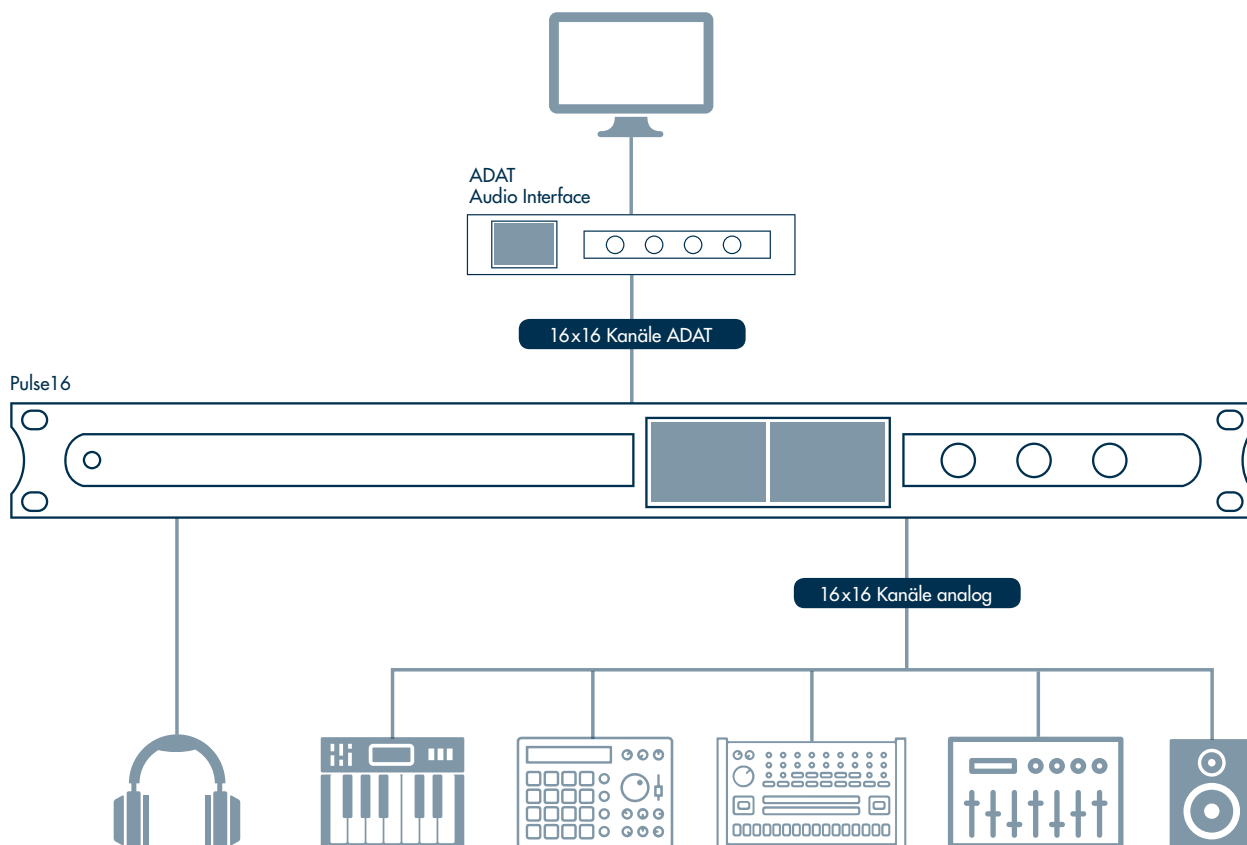 ADAT
Audio Interface
16x16 Kanäle ADAT
Pulse16
16x16 Kanäle analog